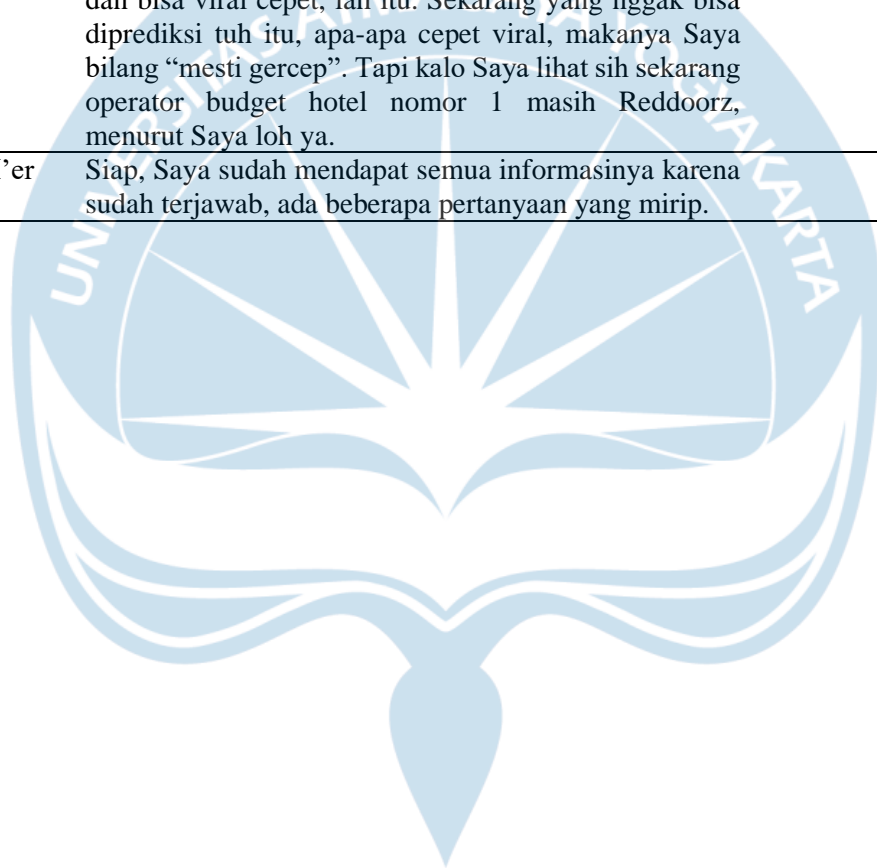 dan bisa viral cepet, lah itu. Sekarang yang nggak bisa
diprediksi tuh itu, apa-apa cepet viral, makanya Saya
bilang “mesti gercep”. Tapi kalo Saya lihat sih sekarang
operator budget hotel nomor 1 masih Reddoorz,
menurut Saya loh ya.
’er Siap, Saya sudah mendapat semua informasinya karena
sudah terjawab, ada beberapa pertanyaan yang mirip.